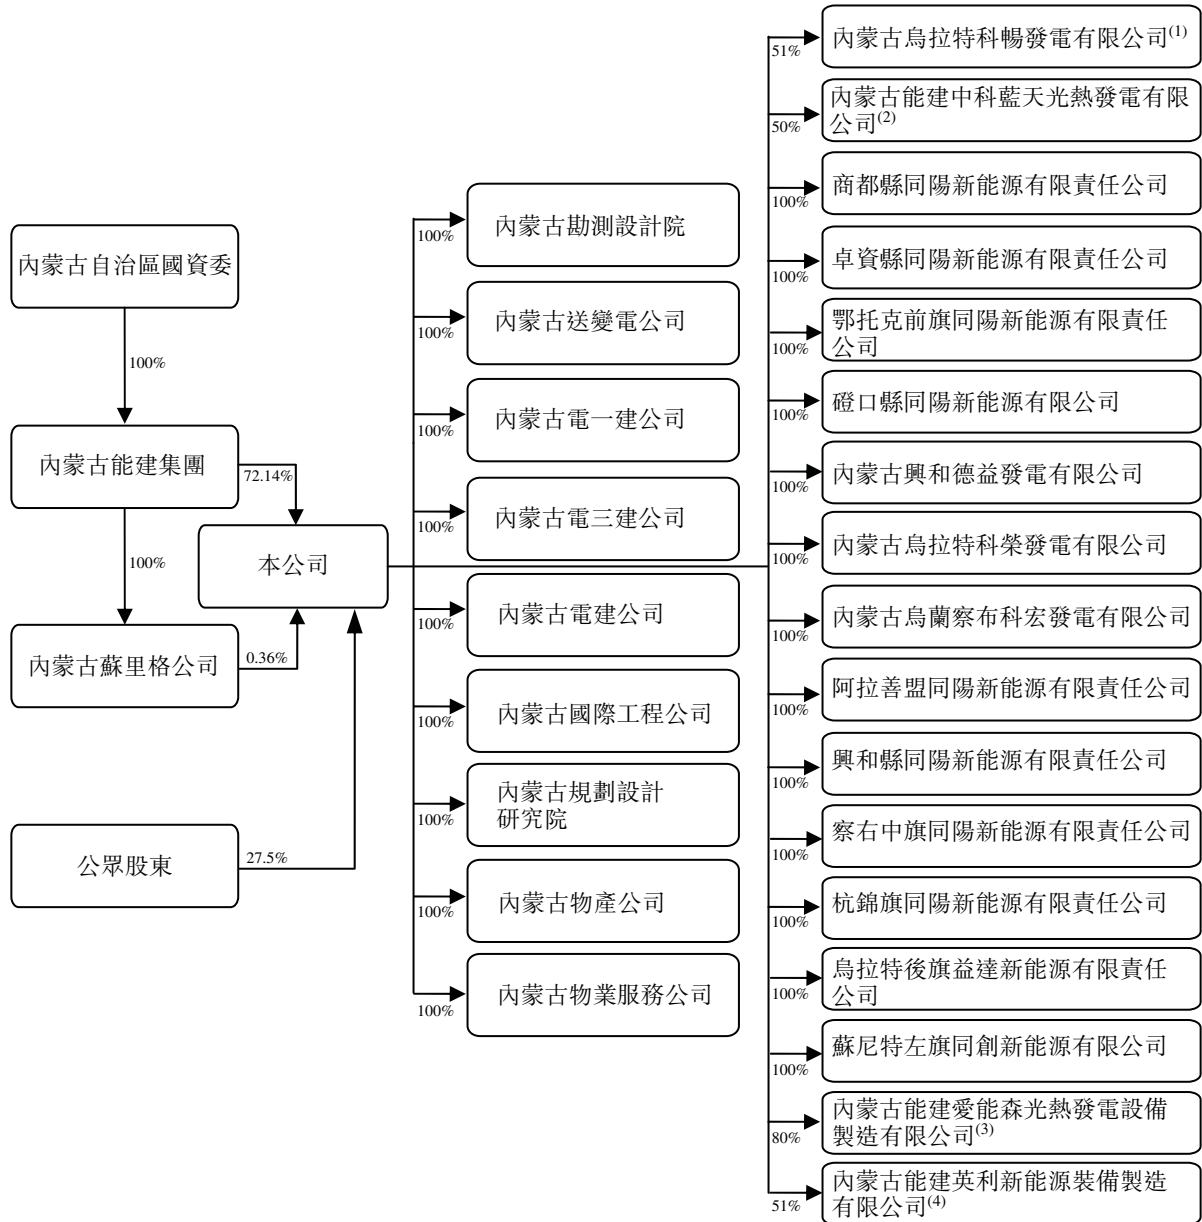 內蒙古自治區國資委
100%
內蒙古能建集團
72.14%
100%
內蒙古蘇里格公司
0.36%
公眾股東
27.5%
本公司
內蒙古勘測設計院
100%
內蒙古送變電公司
100%
內蒙古電一建公司
100%
內蒙古電三建公司
100%
內蒙古電建公司
100%
內蒙古國際工程公司
100%
內蒙古規劃設計
研究院
100%
內蒙古物產公司
100%
內蒙古物業服務公司
100%
內蒙古烏拉特科暢發電有限公司(1)
51%
內蒙古能建中科藍天光熱發電有限
公司(2)
50%
商都縣同陽新能源有限責任公司
100%
卓資縣同陽新能源有限責任公司
100%
鄂托克前旗同陽新能源有限責任
公司
100%
磴口縣同陽新能源有限公司
100%
內蒙古興和德益發電有限公司
100%
內蒙古烏拉特科榮發電有限公司
100%
內蒙古烏蘭察布科宏發電有限公司
100%
阿拉善盟同陽新能源有限責任公司
100%
興和縣同陽新能源有限責任公司
100%
察右中旗同陽新能源有限責任公司
100%
杭錦旗同陽新能源有限責任公司
100%
烏拉特後旗益達新能源有限責任
公司
100%
蘇尼特左旗同創新能源有限公司
100%
內蒙古能建愛能森光熱發電設備
製造有限公司(3)
80%
內蒙古能建英利新能源裝備製造
有限公司(4)
51%